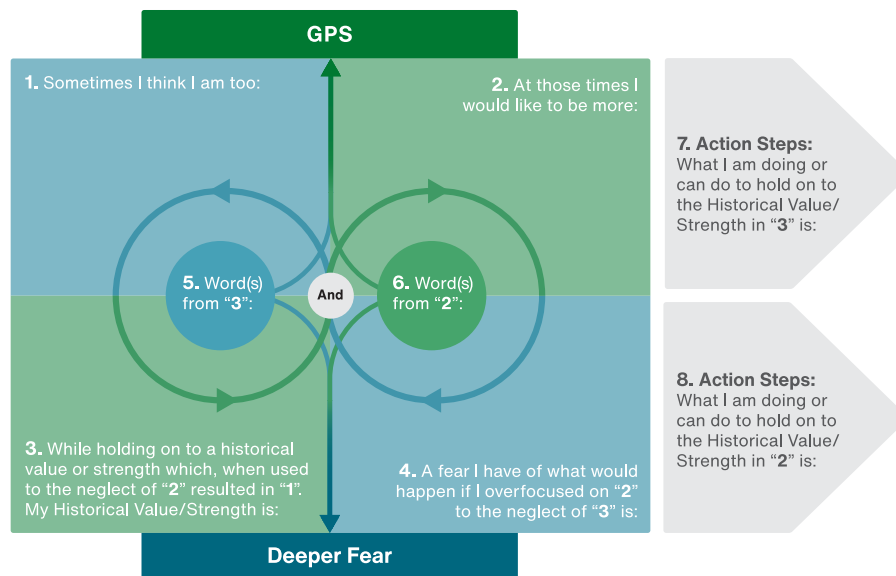 GPS
1. Sometimes I think I am too:
2. At those times I
would like to be more:
5. Word(s)
from “3”:
And
6. Word(s)
from “2”:
3. While holding on to a historical
value or strength which, when used
to the neglect of “2” resulted in “1”.
My Historical Value/Strength is:
4. A fear I have of what would
happen if I overfocused on “2”
to the neglect of “3” is:
Deeper Fear
7. Action Steps:
What I am doing or
can do to hold on to
the Historical Value/
Strength in “3” is:
8. Action Steps:
What I am doing or
can do to hold on to
the Historical Value/
Strength in “2” is: